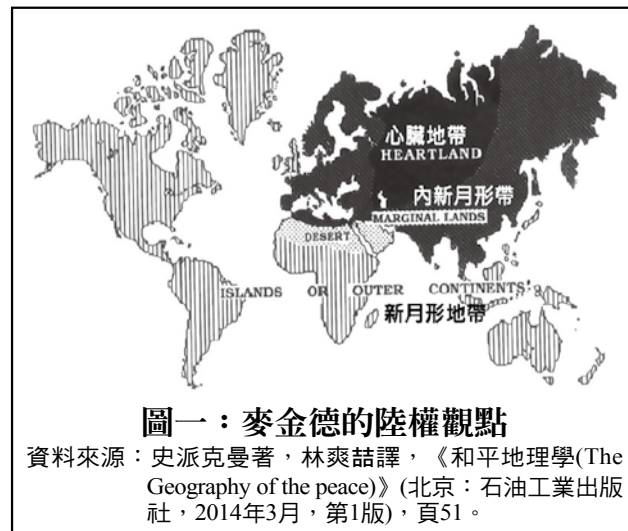 心臟地帶
HEARTLAND
內新月形帶
MARGINAL LANDS
DESERT
ISLANDS OR OUTER CONTINENTS
新月形地帶
圖一：麥金德的陸權觀點
資料來源：史派克曼著，林爽喆譯，《和平地理學(The
Geography of the peace)》(北京：石油工業出版
社，2014年3月，第1版)，頁51。